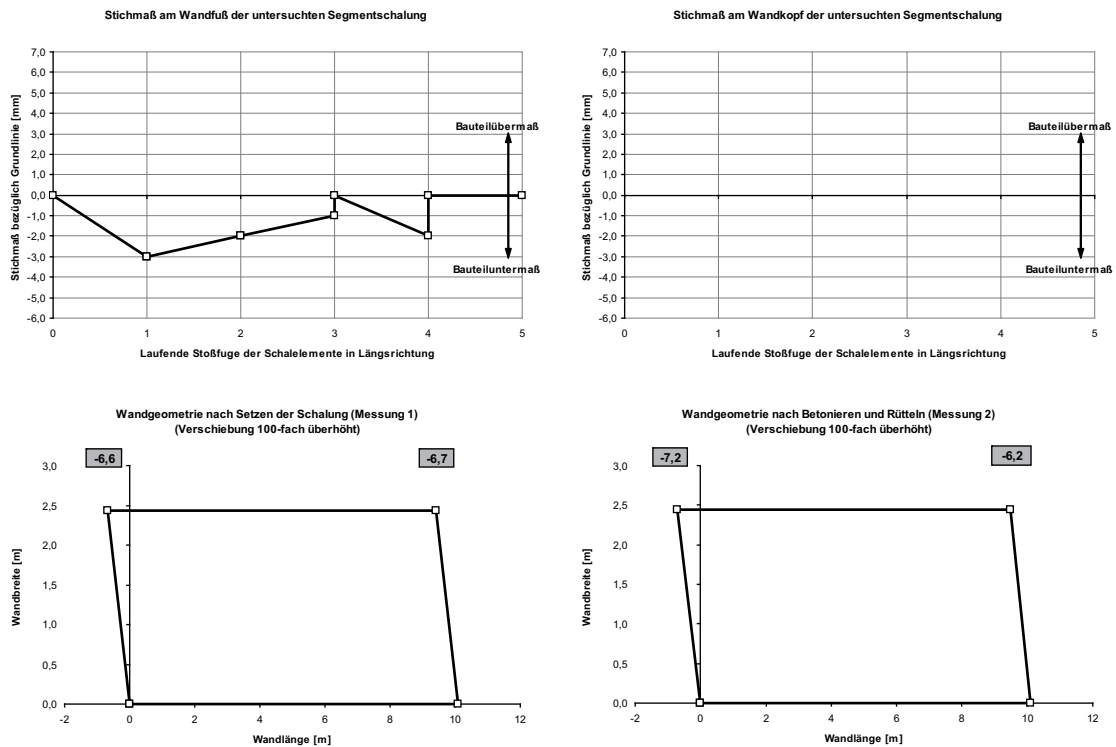 Stichmaß am Wandfuß der untersuchten Segmentschalung
Stichmaß bezüglich Grundlinie [mm]
7,0
6,0
5,0
4,0
3,0
2,0
1,0
0,0
-1,0
-2,0
-3,0
-4,0
-5,0
-6,0
Bauteilübermaß
Bauteiluntermaß
0 1 2 3 4 5
Laufende Stoßfuge der Schalelemente in Längsrichtung
Stichmaß am Wandkopf der untersuchten Segmentschalung
Stichmaß bezüglich Grundlinie [mm]
7,0
6,0
5,0
4,0
3,0
2,0
1,0
0,0
-1,0
-2,0
-3,0
-4,0
-5,0
-6,0
Bauteilübermaß
Bauteiluntermaß
0 1 2 3 4 5
Laufende Stoßfuge der Schalelemente in Längsrichtung
Wandgeometrie nach Setzen der Schalung (Messung 1)
(Verschiebung 100-fach überhöht)
-6,6 -6,7
Wandbreite [m]
3,0
2,5
2,0
1,5
1,0
0,5
0,0
-2 0 2 4 6 8 10 12
Wandlänge [m]
Wandgeometrie nach Betonieren und Rütteln (Messung 2)
(Verschiebung 100-fach überhöht)
-7,2 -6,2
Wandbreite [m]
3,0
2,5
2,0
1,5
1,0
0,5
0,0
-2 0 2 4 6 8 10 12
Wandlänge [m]